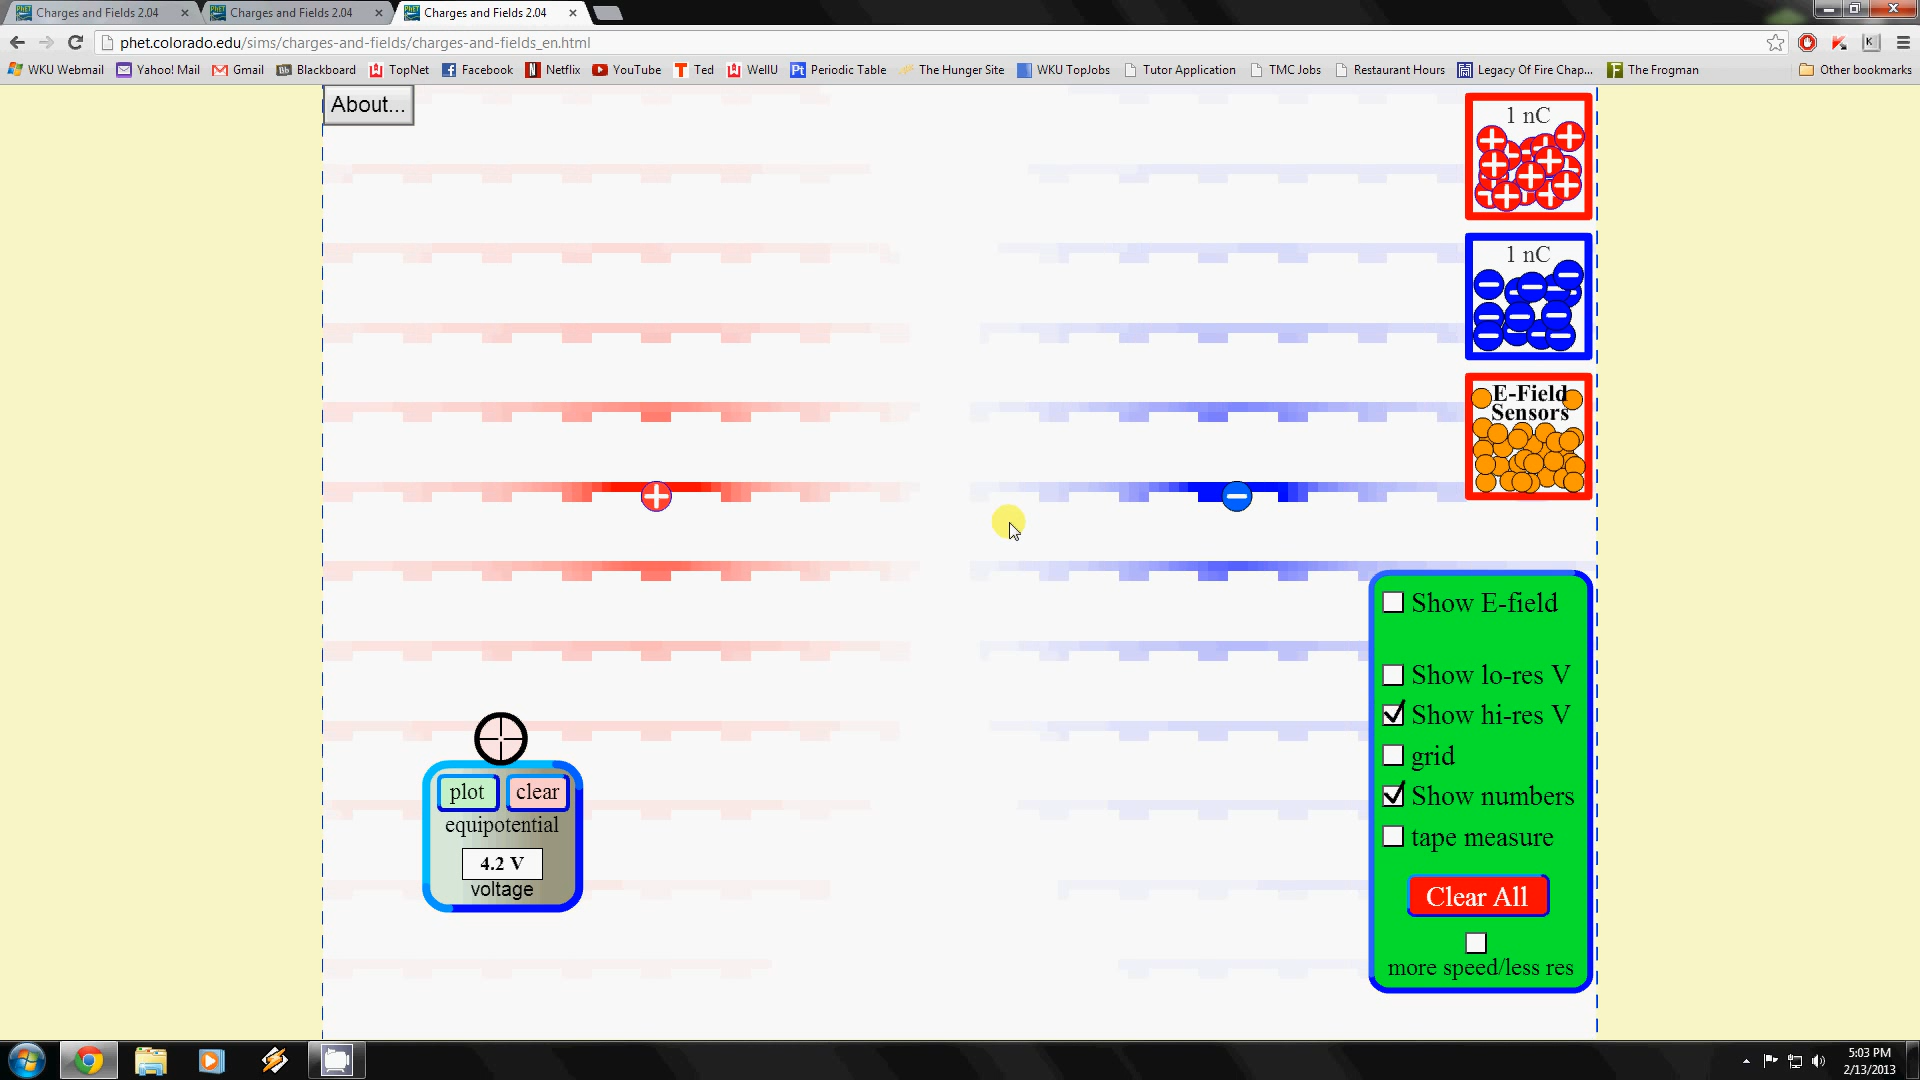 Charges and Fields 2.04
Charges and Fields 2.04
Charges and Fields 2.04
phet.colorado.edu/sims/charges-and-fields/charges-and-fields_en.html
WKU Webmail Yahoo! Mail Gmail Bb Blackboard TopNet Facebook Netflix YouTube Ted WellU Pt Periodic Table The Hunger Site WKU TopJobs Tutor Application TMC Jobs Restaurant Hours Legacy Of Fire Chap... The Frogman Other bookmarks
About...
1 nC
1 nC
E-Field
Sensors
Show E-field
Show lo-res V
Show hi-res V
grid
Show numbers
tape measure
Clear All
more speed/less res
plot clear
equipotential
4.2 V
voltage
5:03 PM
2/13/2013